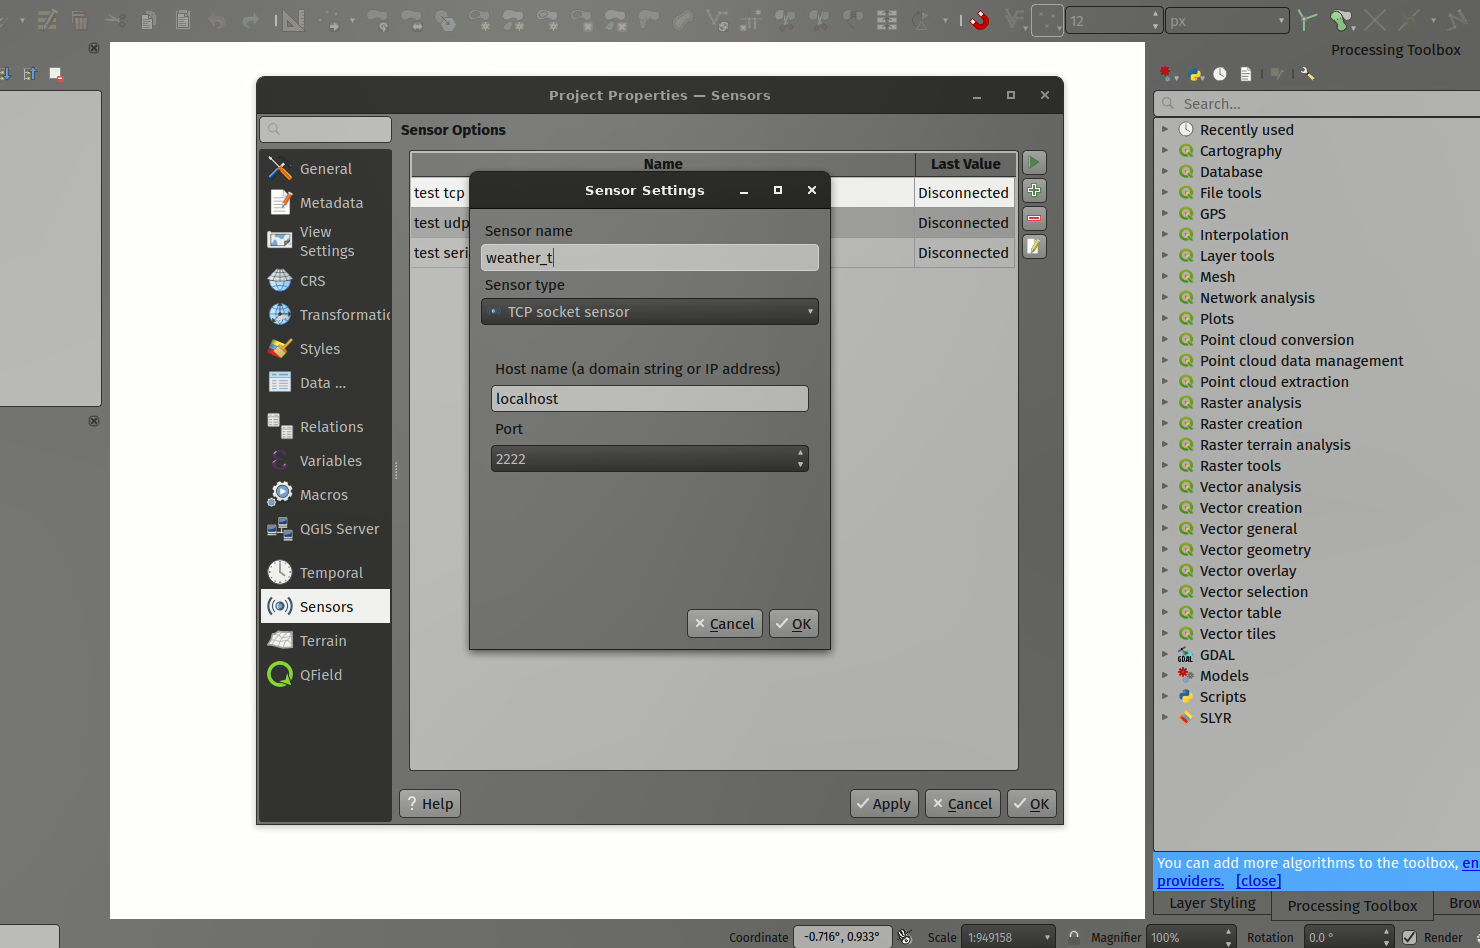 12
px
Processing Toolbox
Search...
Project Properties — Sensors
Sensor Options
General
Metadata
View
Settings
CRS
Transformatic
Styles
Data ...
Relations
Variables
Macros
QGIS Server
Temporal
Sensors
Terrain
QField
Name
Last Value
test tcp
Disconnected
test udp
Disconnected
test seri
Disconnected
Sensor Settings
Sensor name
weather_t
Sensor type
TCP socket sensor
Host name (a domain string or IP address)
localhost
Port
2222
Cancel
OK
? Help
Apply
Cancel
OK
Recently used
Cartography
Database
File tools
GPS
Interpolation
Layer tools
Mesh
Network analysis
Plots
Point cloud conversion
Point cloud data management
Point cloud extraction
Raster analysis
Raster creation
Raster terrain analysis
Raster tools
Vector analysis
Vector creation
Vector general
Vector geometry
Vector overlay
Vector selection
Vector table
Vector tiles
GDAL
GDAL
Models
Scripts
SLYR
You can add more algorithms to the toolbox, en
providers. [close]
Layer Styling
Processing Toolbox
Brow
Coordinate
-0.716°, 0.933°
Scale
1:949158
Magnifier
100%
Rotation
0.0 °
Render